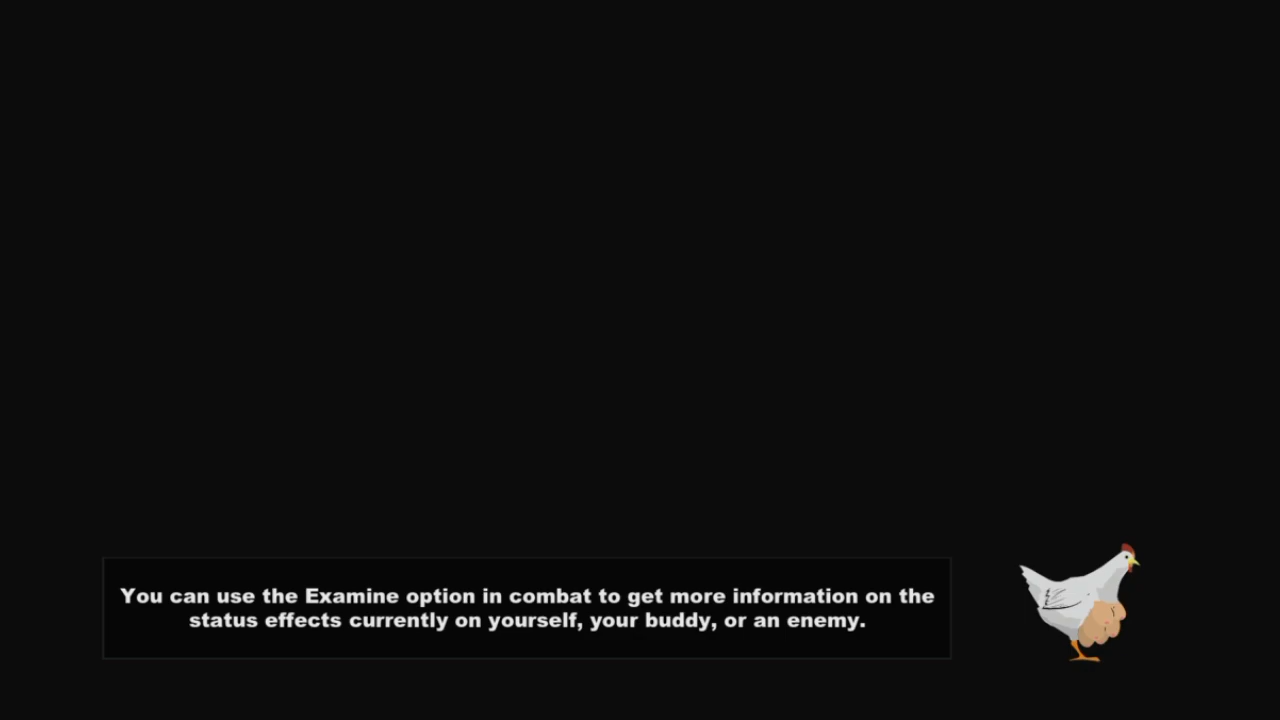 You can use the Examine option in combat to get more information on the
status effects currently on yourself, your buddy, or an enemy.